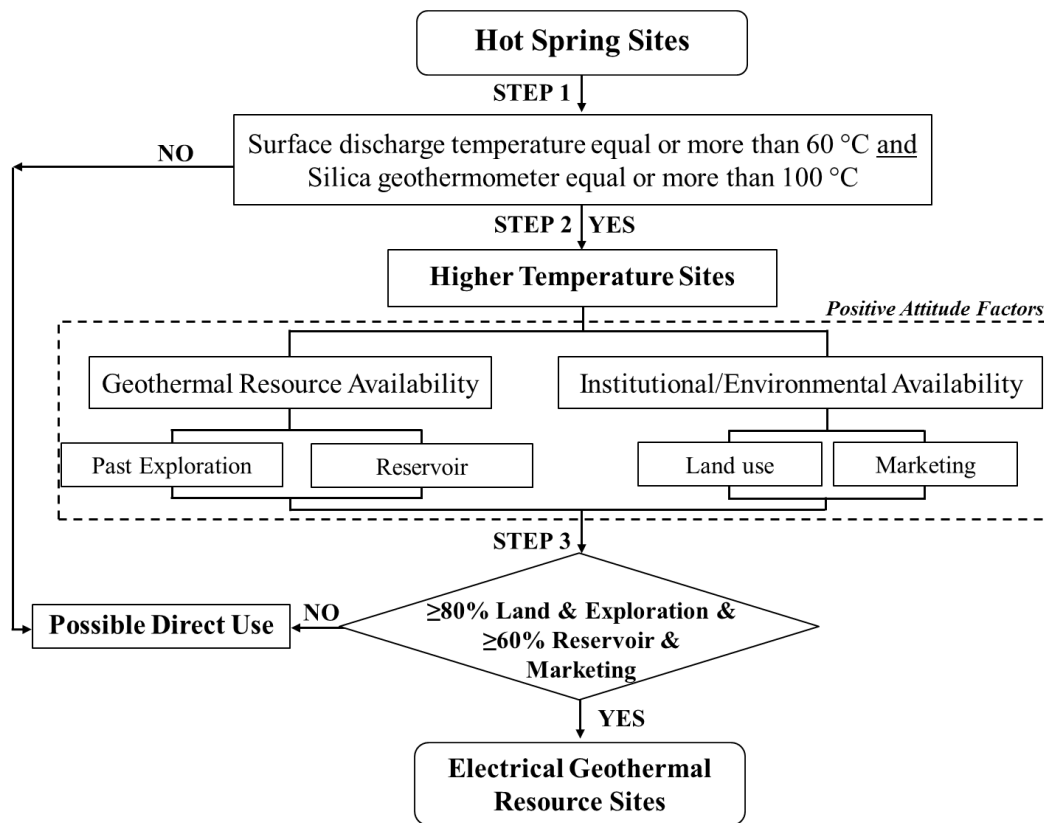 Hot Spring Sites
STEP 1
NO
Surface discharge temperature equal or more than 60 °C and
Silica geothermometer equal or more than 100 °C
STEP 2
YES
Higher Temperature Sites
Positive Attitude Factors
Geothermal Resource Availability
Institutional/Environmental Availability
Past Exploration
Reservoir
Land use
Marketing
STEP 3
≥80% Land & Exploration &
≥60% Reservoir &
Marketing
NO
Possible Direct Use
YES
Electrical Geothermal
Resource Sites